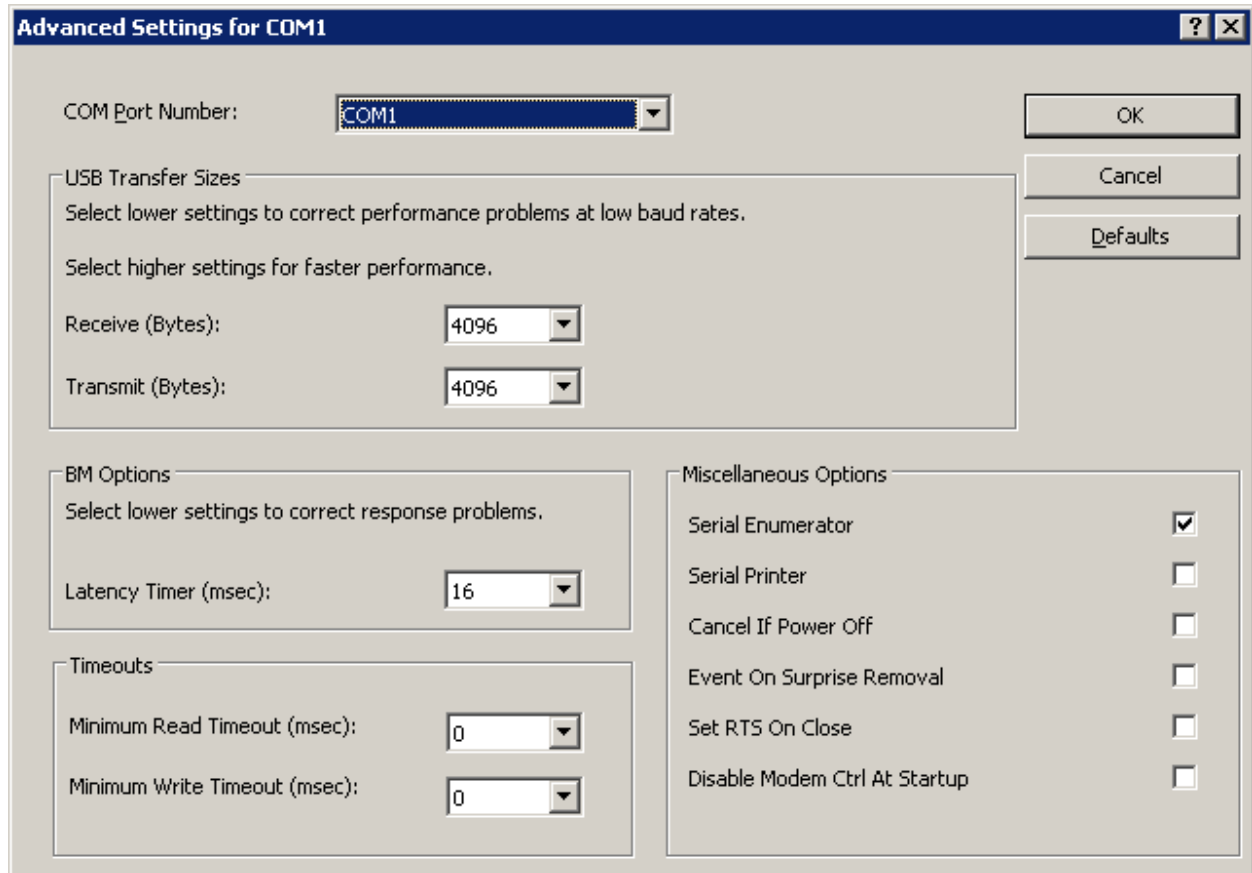 Advanced Settings for COM1
COM Port Number:
COM1
OK
USB Transfer Sizes
Cancel
Select lower settings to correct performance problems at low baud rates.
Defaults
Select higher settings for faster performance.
Receive (Bytes):
4096
Transmit (Bytes):
4096
BM Options
Select lower settings to correct response problems.
Latency Timer (msec):
16
Timeouts
Minimum Read Timeout (msec):
0
Minimum Write Timeout (msec):
0
Miscellaneous Options
Serial Enumerator
Serial Printer
Cancel If Power Off
Event On Surprise Removal
Set RTS On Close
Disable Modem Ctrl At Startup